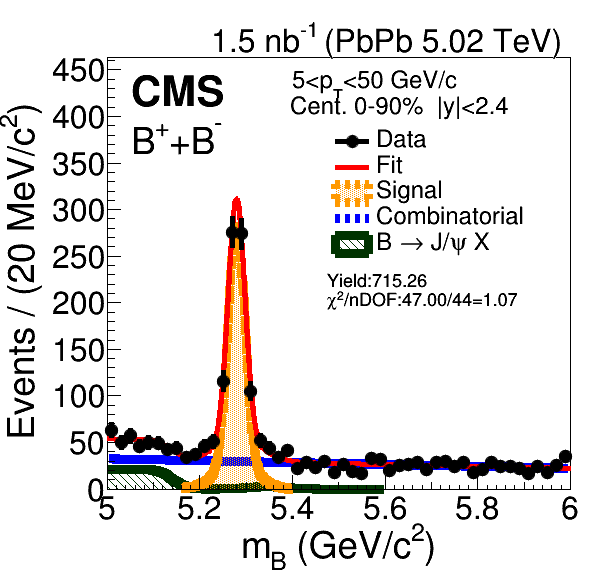 1.5 nb⁻¹ (PbPb 5.02 TeV)
CMS
B⁺+B⁻
5<p_T<50 GeV/c
Cent. 0-90% |y|<2.4
Data
Fit
Signal
Combinatorial
B → J/ψ X
Yield:715.26
χ²/nDOF:47.00/44=1.07
Events / (20 MeV/c²)
450
400
350
300
250
200
150
100
50
0
5 5.2 5.4 5.6 5.8 6
m_B (GeV/c²)